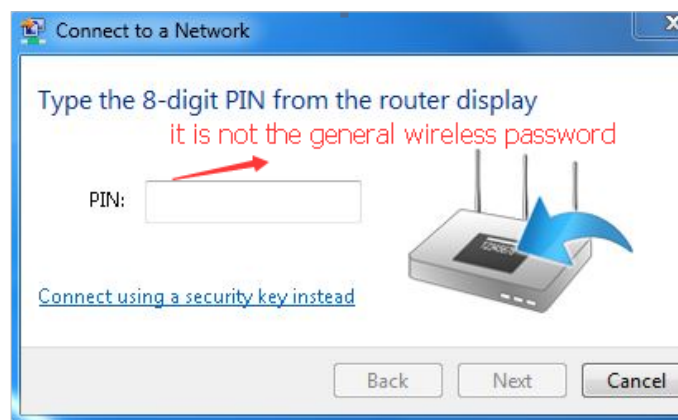 Connect to a Network
Type the 8-digit PIN from the router display
it is not the general wireless password
PIN:
12345670
Connect using a security key instead
Back
Next
Cancel